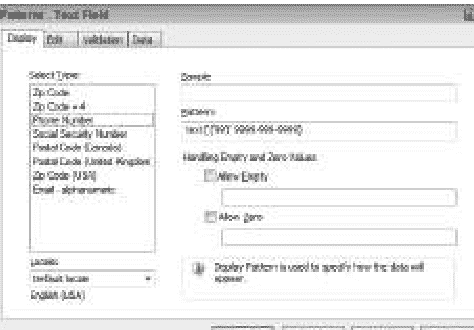 Patterns - Text Field
Display Edit Validation Data
Select Type:
Zip Code
Zip Code + 4
Phone Number
Social Security Number
Postal Code (Canada)
Postal Code (United Kingdom
Zip Code (USA)
Email - alphanumeric
Locale:
Default locale
English (USA)
Sample:
Pattern:
Handling Empty and Zero Values
Allow Empty
Allow Zero
Display Pattern is used to specify how the data will
appear.